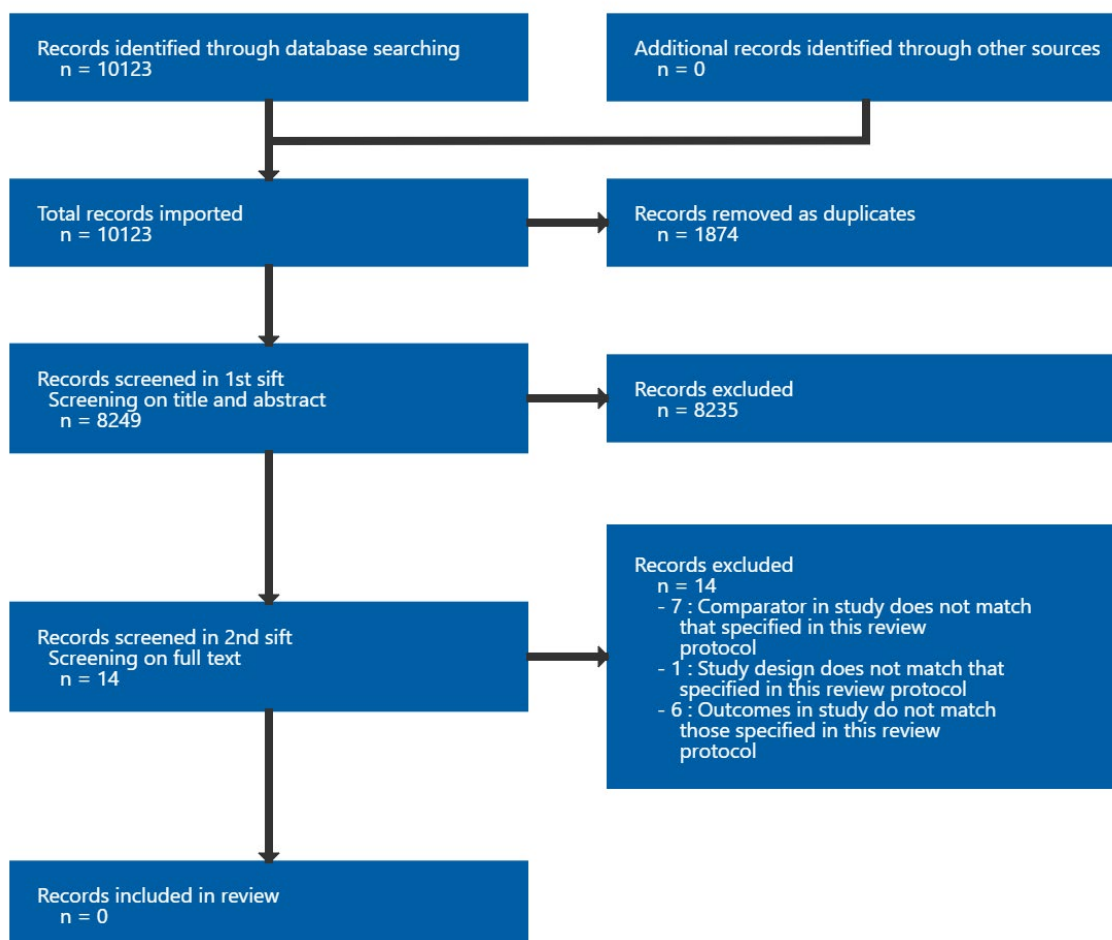 Records identified through database searching
n = 10123
Additional records identified through other sources
n = 0
Total records imported
n = 10123
Records removed as duplicates
n = 1874
Records screened in 1st sift
Screening on title and abstract
n = 8249
Records excluded
n = 8235
Records screened in 2nd sift
Screening on full text
n = 14
Records excluded
n = 14
- 7 : Comparator in study does not match
that specified in this review
protocol
- 1 : Study design does not match that
specified in this review protocol
- 6 : Outcomes in study do not match
those specified in this review
protocol
Records included in review
n = 0